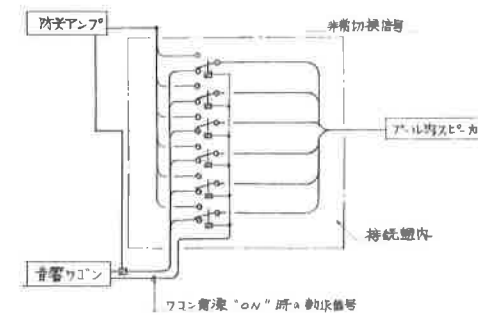 防災アンプ
非常切換信号
プール内スピーカ
接続盤内
音響ワゴン
ワゴン電源 "ON" 時の動作信号